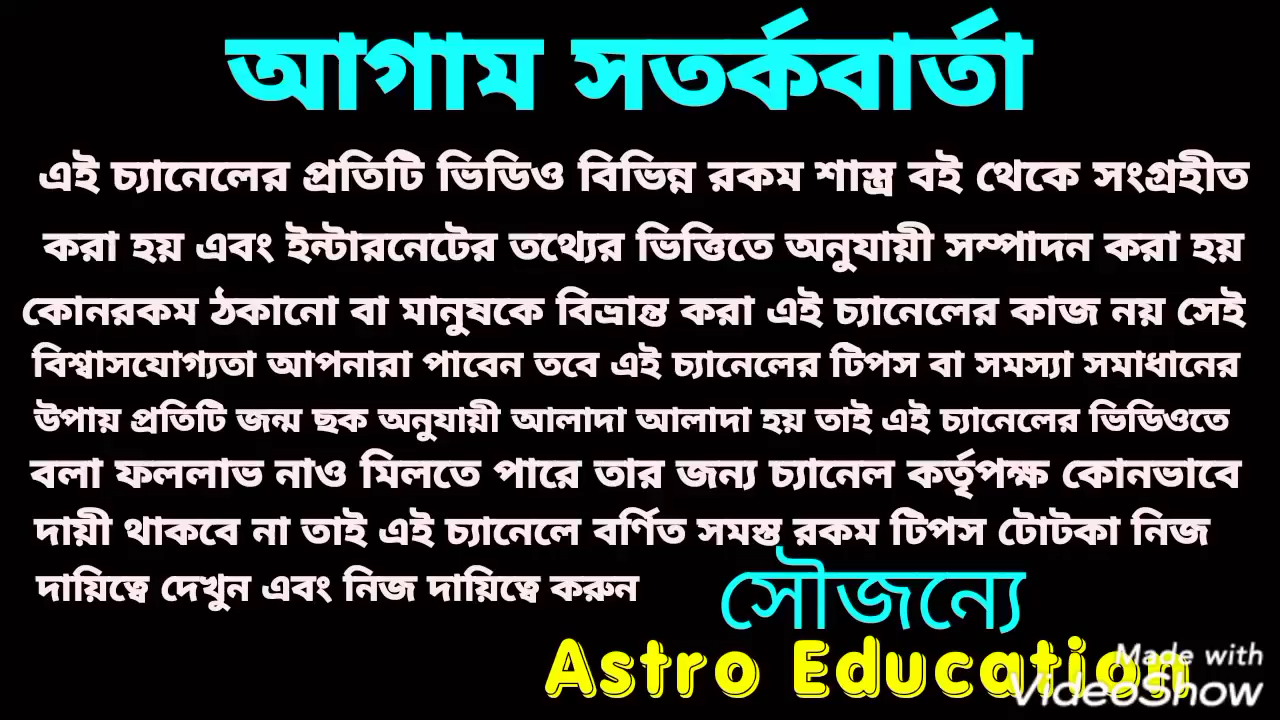 আগাম সতর্কবার্তা
এই চ্যানেলের প্রতিটি ভিডিও বিভিন্ন রকম শাস্ত্র বই থেকে সংগ্রহীত
করা হয় এবং ইন্টারনেটের তথ্যের ভিত্তিতে অনুযায়ী সম্পাদন করা হয়
কোনরকম ঠকানো বা মানুষকে বিভ্রান্ত করা এই চ্যানেলের কাজ নয় সেই
বিশ্বাসযোগ্যতা আপনারা পাবেন তবে এই চ্যানেলের টিপস বা সমস্যা সমাধানের
উপায় প্রতিটি জন্ম ছক অনুযায়ী আলাদা আলাদা হয় তাই এই চ্যানেলের ভিডিওতে
বলা ফললাভ নাও মিলতে পারে তার জন্য চ্যানেল কর্তৃপক্ষ কোনভাবে
দায়ী থাকবে না তাই এই চ্যানেলে বর্ণিত সমস্ত রকম টিপস টোটকা নিজ
দায়িত্বে দেখুন এবং নিজ দায়িত্বে করুন
সৌজন্যে
Astro Education
Made with
VideoShow